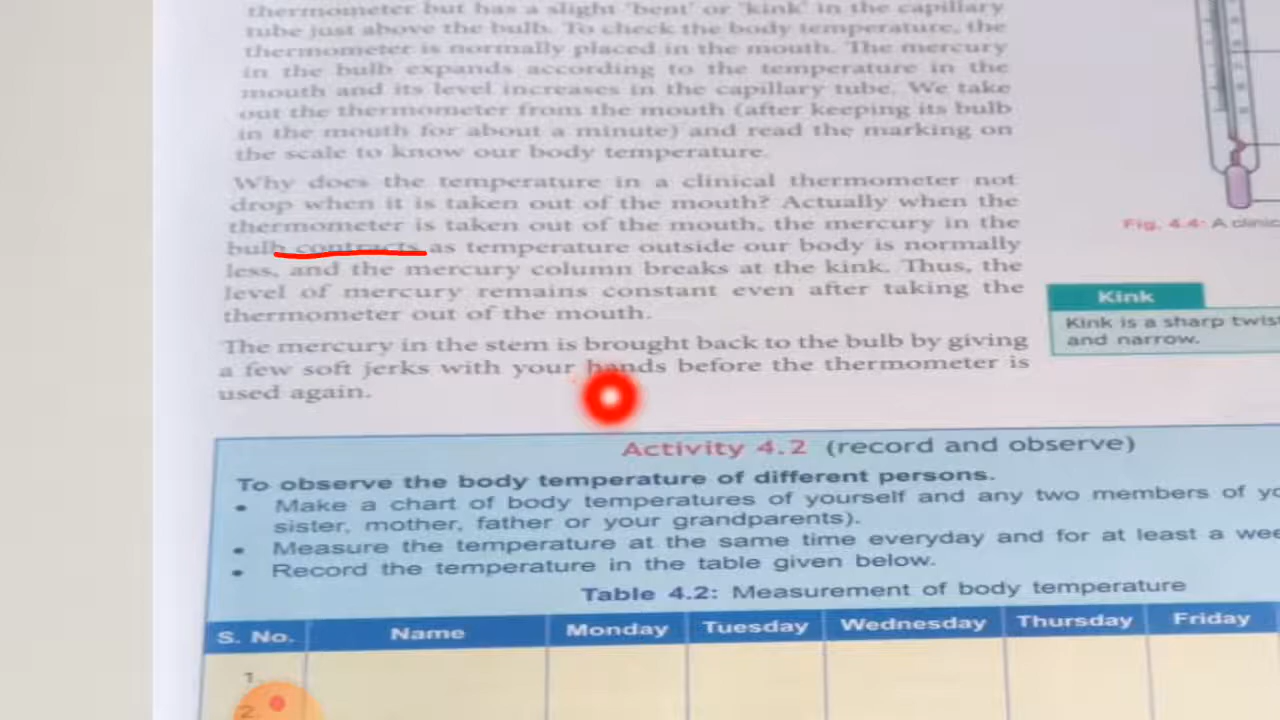 thermometer but has a slight 'bent' or 'kink' in the capillary
tube just above the bulb. To check the body temperature, the
thermometer is normally placed in the mouth. The mercury
in the bulb expands according to the temperature in the
mouth and its level increases in the capillary tube. We take
out the thermometer from the mouth (after keeping its bulb
in the mouth for about a minute) and read the marking on
the scale to know our body temperature.
Why does the temperature in a clinical thermometer not
drop when it is taken out of the mouth? Actually when the
thermometer is taken out of the mouth, the mercury in the
bulb contracts as temperature outside our body is normally
less, and the mercury column breaks at the kink. Thus, the
level of mercury remains constant even after taking the
thermometer out of the mouth.
The mercury in the stem is brought back to the bulb by giving
a few soft jerks with your hands before the thermometer is
used again.
Fig. 4.4: A clinic
Kink
Kink is a sharp twist
and narrow.
Activity 4.2 (record and observe)
To observe the body temperature of different persons.
• Make a chart of body temperatures of yourself and any two members of yo
sister, mother, father or your grandparents).
• Measure the temperature at the same time everyday and for at least a wee
• Record the temperature in the table given below.
Table 4.2: Measurement of body temperature
S. No. Name Monday Tuesday Wednesday Thursday Friday
1.
2.